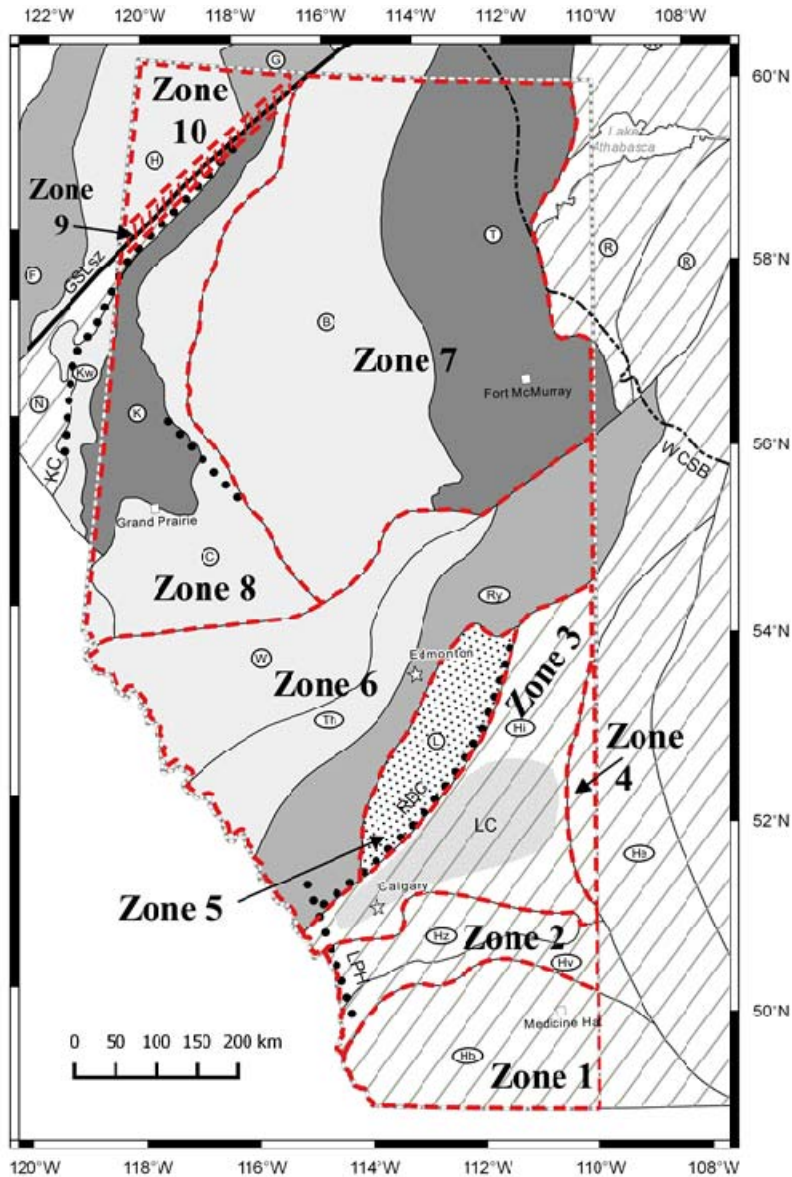 122°W 120°W 118°W 116°W 114°W 112°W 110°W 108°W
60°N
58°N
56°N
54°N
52°N
50°N
G
Zone
10
H
Lake
Athabasca
Zone
9
F
GSLsz
T
R
R
B
Zone 7
Kw
N
K
Fort McMurray
KC
WCSB
Grand Prairie
C
Zone 8
Ry
W
Edmonton
Zone 6
Zone 3
Th
Hi
L
Zone
4
RDC
LC
Ha
Zone 5
Calgary
Hz
Zone 2
Hv
LPH
Medicine Ha
Hb
Zone 1
0 50 100 150 200 km
120°W 118°W 116°W 114°W 112°W 110°W 108°W